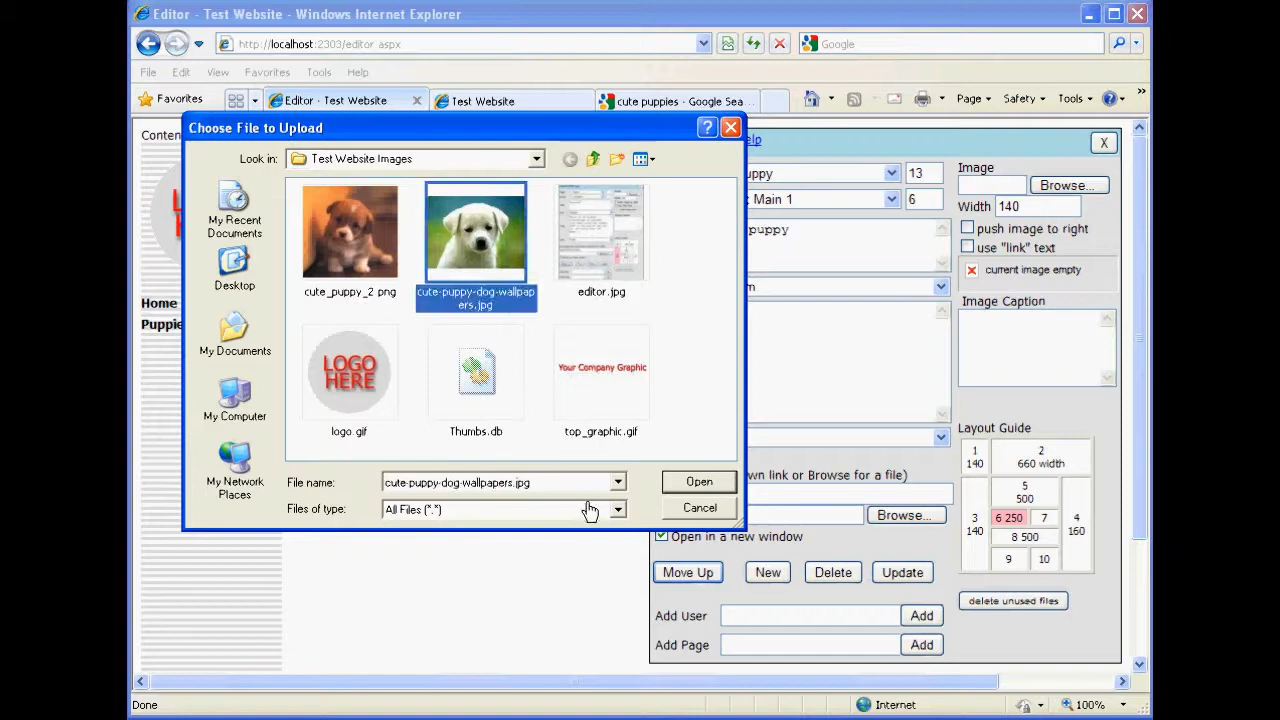 Editor - Test Website - Windows Internet Explorer
http://localhost:2303/editor.aspx
Google
File Edit View Favorites Tools Help
Favorites
Editor - Test Website
Test Website
cute puppies - Google Sea...
Page
Safety
Tools
Choose File to Upload
Look in:
Test Website Images
My Recent Documents
Desktop
My Documents
My Computer
My Network Places
cute_puppy_2.png
cute-puppy-dog-wallpap
ers.jpg
editor.jpg
LOGO
HERE
logo.gif
Thumbs.db
Your Company Graphic
top_graphic.gif
File name:
cute-puppy-dog-wallpapers.jpg
Open
Files of type:
All Files (*.*)
Cancel
Home
X
13
Main 1
6
Image
Browse...
Width 140
push image to right
use "link" text
current image empty
Image Caption
Layout Guide
1
140
2
660 width
5
500
3
140
6 250
7
4
160
8 500
9
10
link or Browse for a file)
Browse...
Open in a new window
Move Up
New
Delete
Update
delete unused files
Add User
Add
Add Page
Add
Done
Internet
100%